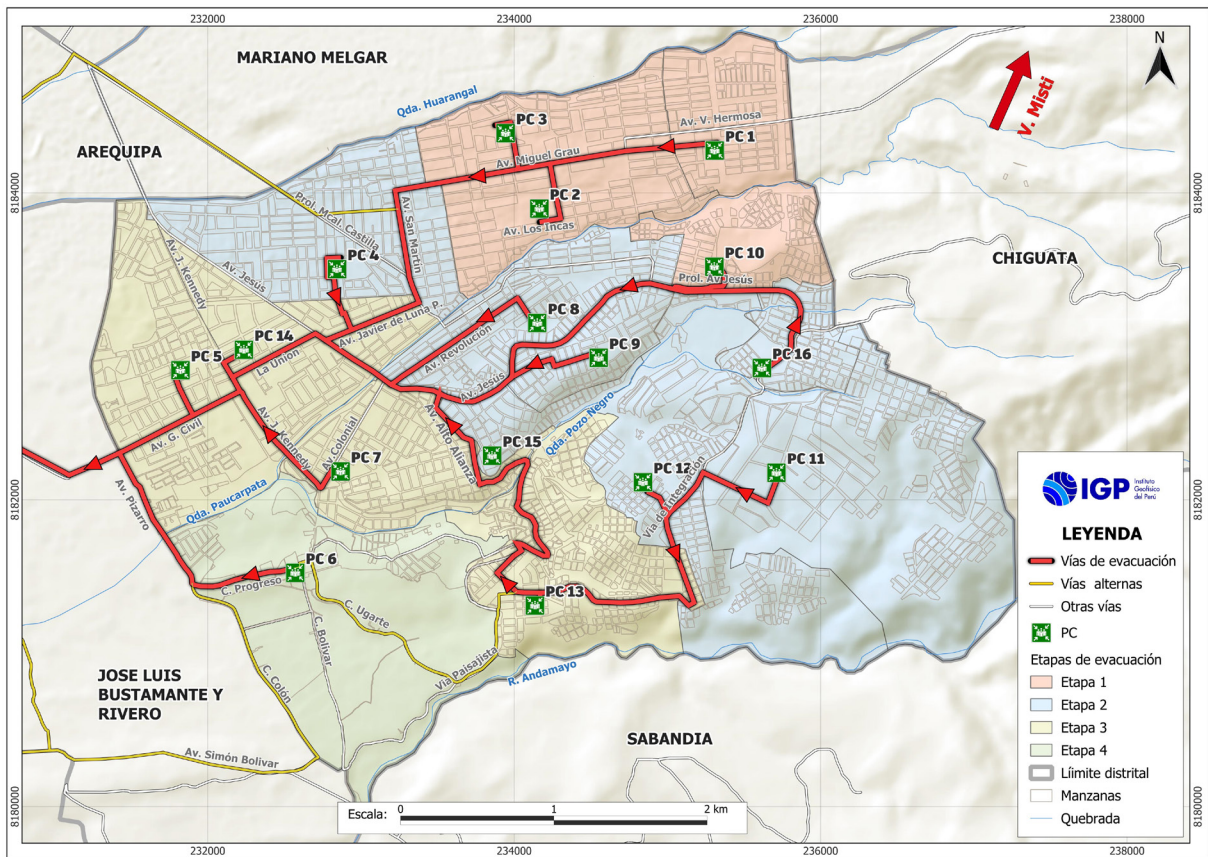 232000
234000
236000
238000
MARIANO MELGAR
N
V. Misti
Qda. Huarangal
Av. V. Hermosa
PC 3
PC 1
Av. Miguel Grau
AREQUIPA
8184000
PC 2
8184000
Prol. Mcal. Castilla
Av. San Martín
Av. Los Incas
Av. J. Kennedy
Av. Jesús
PC 4
PC 10
CHIGUATA
Prol. Av Jesús
Av. Javier de Luna P.
PC 8
PC 14
Av. Revolución
PC 5
La Unión
PC 9
PC 16
Av. Jesús
Av. G. Civil
Av. J. Kennedy
Av. Colonial
Av. Alto Alianza
Qda. Pozo Negro
PC 15
PC 7
PC 12
PC 11
Av. Pizarro
Qda. Paucarpata
Vía de Integración
8182000
8182000
PC 6
C. Progreso
PC 13
C. Ugarte
C. Bolívar
Vía Paisajista
R. Andamayo
C. Colón
JOSE LUIS
BUSTAMANTE Y
RIVERO
SABANDIA
Av. Simón Bolivar
8180000
8180000
Escala:
0
1
2 km
IGP
Instituto
Geofísico
del Perú
LEYENDA
Vías de evacuación
Vías alternas
Otras vías
PC
Etapas de evacuación
Etapa 1
Etapa 2
Etapa 3
Etapa 4
Líimite distrital
Manzanas
Quebrada
232000
234000
236000
238000